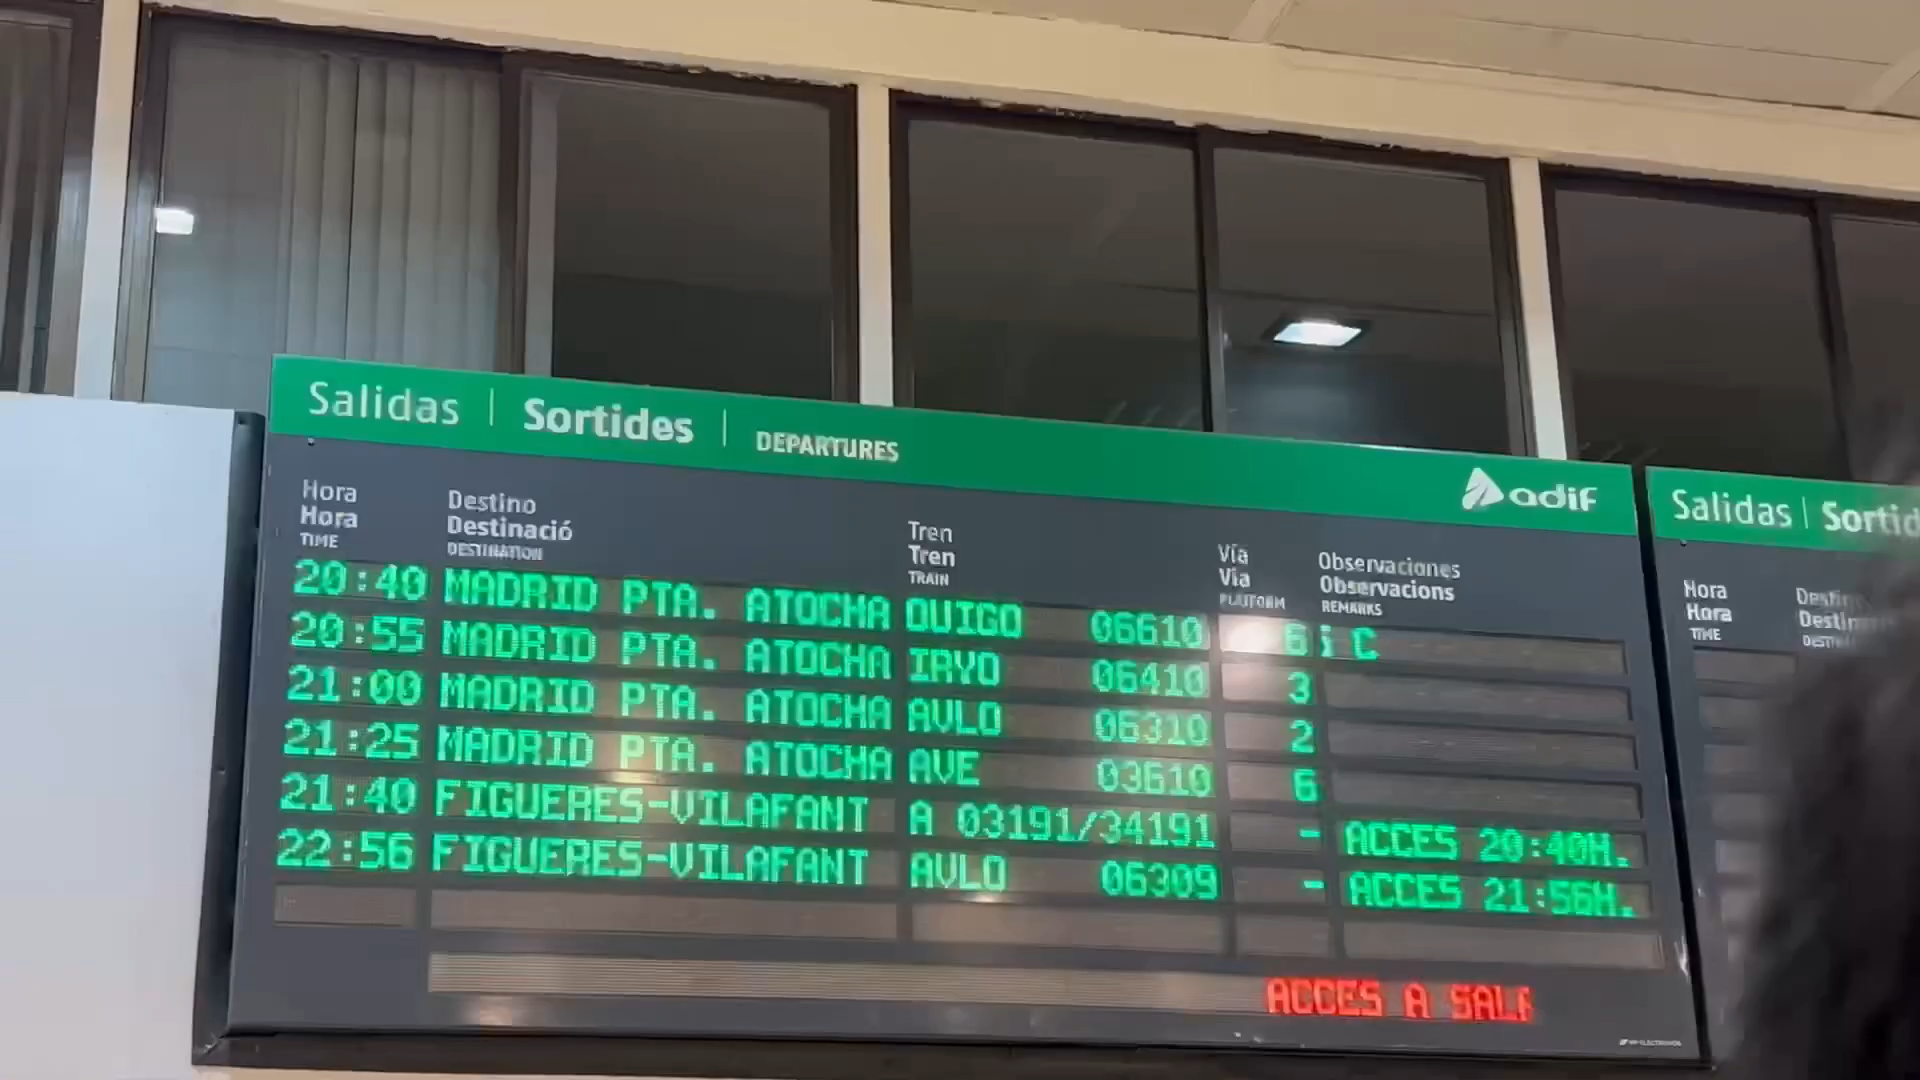 Salidas | Sortides | DEPARTURES
adif
Hora Destino Tren Vía Observaciones
Hora Destinació Tren Via Observacions
TIME DESTINATION TRAIN PLATFORM REMARKS
20:40 MADRID PTA. ATOCHA OUIGO 06610 6 i C
20:55 MADRID PTA. ATOCHA IRYO 06410 3
21:00 MADRID PTA. ATOCHA AVLO 06310 2
21:25 MADRID PTA. ATOCHA AVE 03610 6
21:40 FIGUERES-VILAFANT A 03191/34191 - ACCES 20:40H.
22:56 FIGUERES-VILAFANT AVLO 06309 - ACCES 21:56H.
ACCES A SALA
Salidas | Sortid
Hora Destin
Hora Destin
TIME